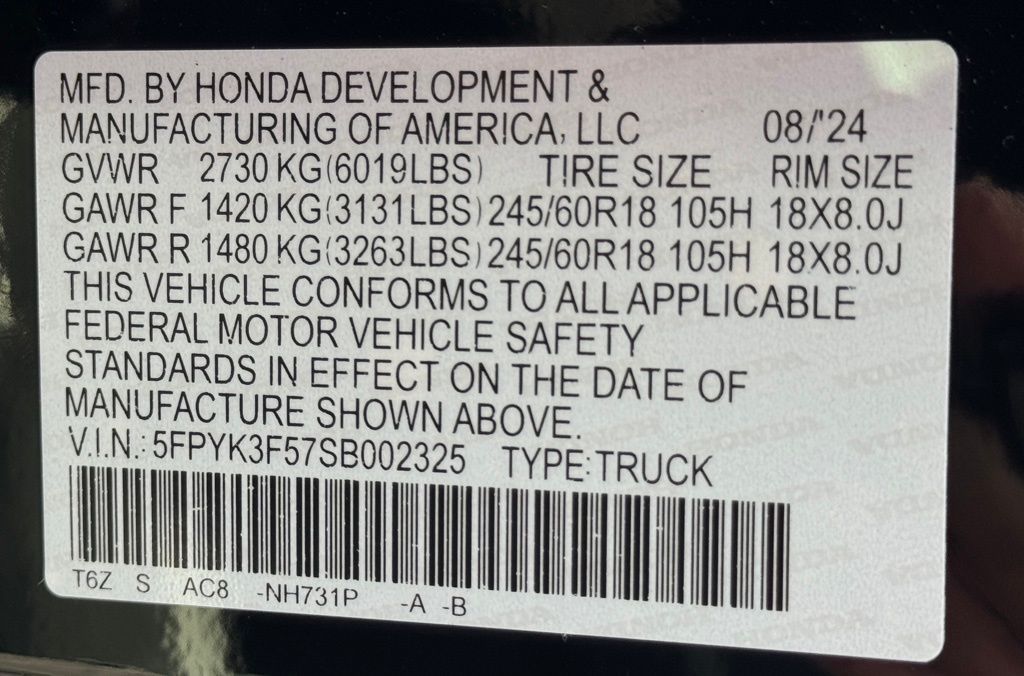 MFD. BY HONDA DEVELOPMENT &
MANUFACTURING OF AMERICA, LLC 08/'24
GVWR 2730 KG(6019LBS) TIRE SIZE RIM SIZE
GAWR F 1420 KG(3131LBS) 245/60R18 105H 18X8.0J
GAWR R 1480 KG(3263LBS) 245/60R18 105H 18X8.0J
THIS VEHICLE CONFORMS TO ALL APPLICABLE
FEDERAL MOTOR VEHICLE SAFETY
STANDARDS IN EFFECT ON THE DATE OF
MANUFACTURE SHOWN ABOVE.
V.I.N.: 5FPYK3F57SB002325 TYPE: TRUCK
T6Z S AC8 -NH731P -A -B